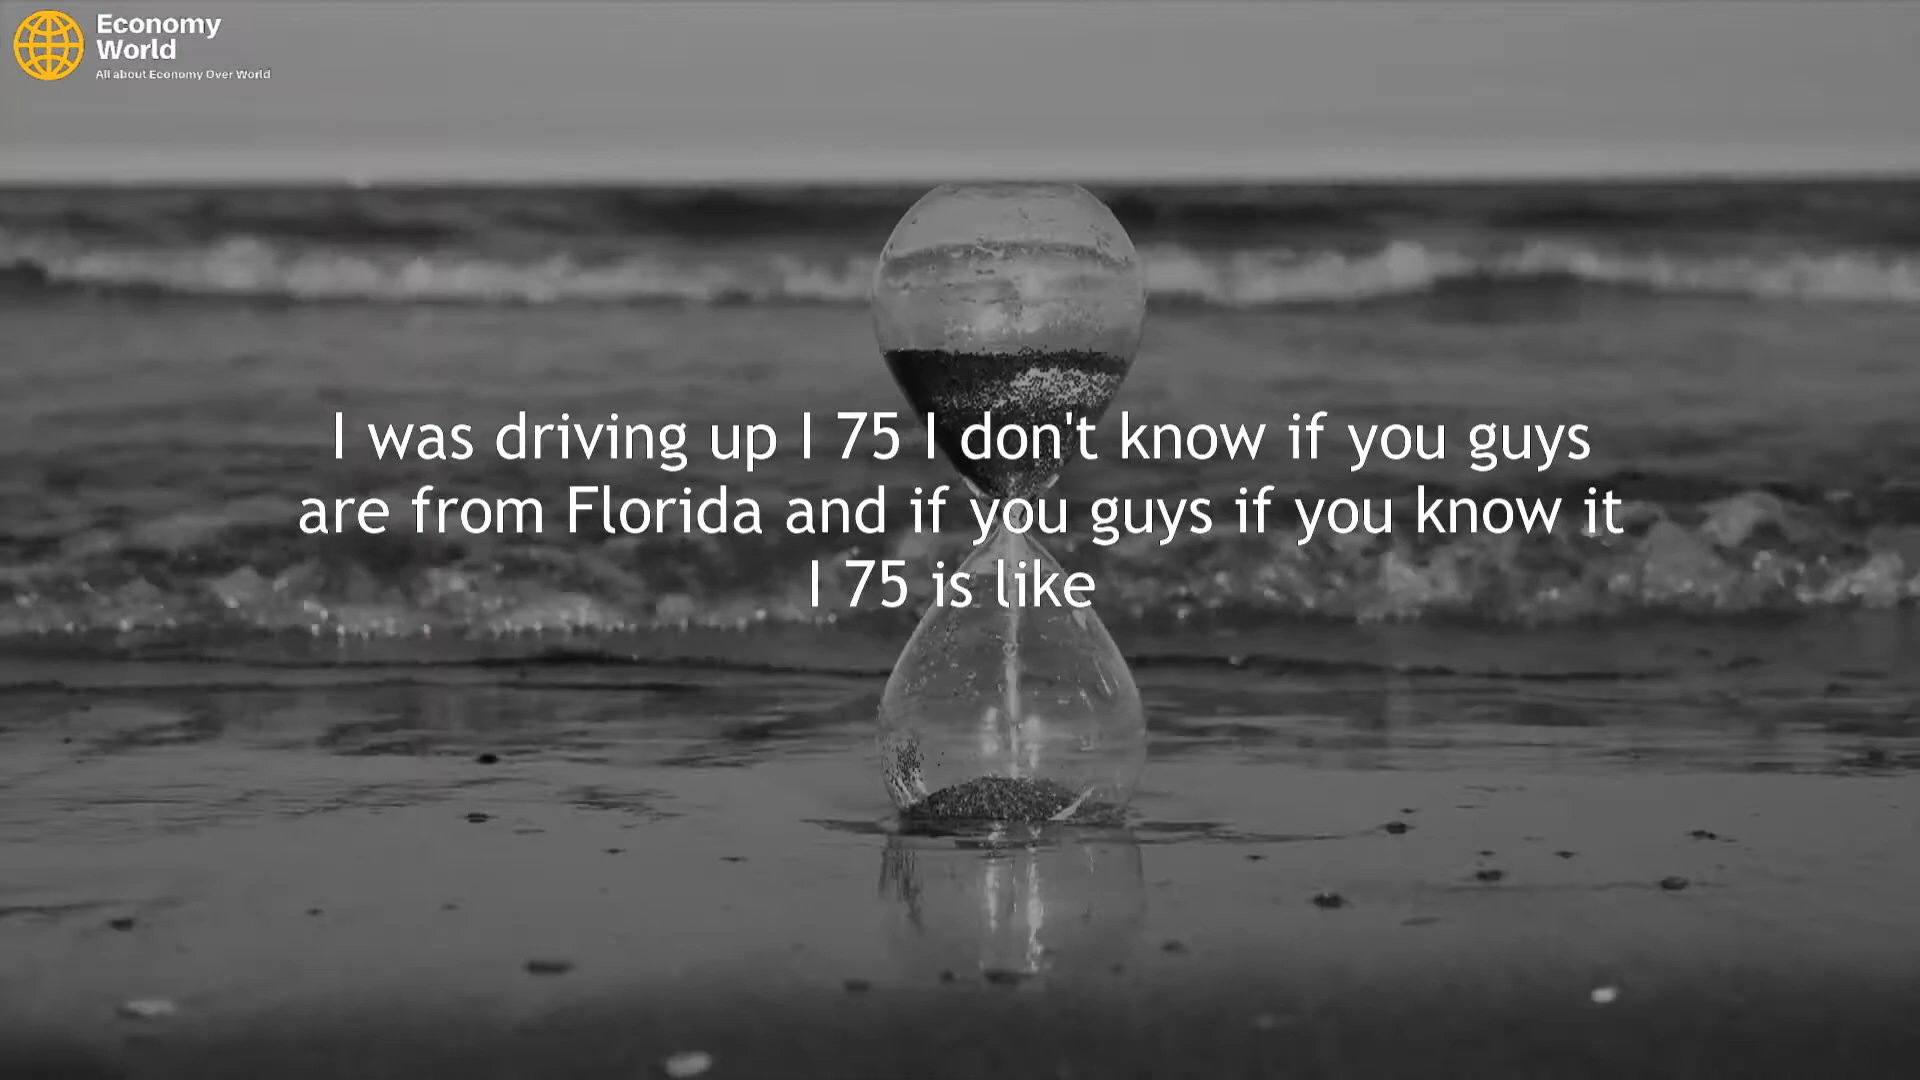 Economy
World
All about Economy Over World
I was driving up I 75 I don't know if you guys
are from Florida and if you guys if you know it
I 75 is like